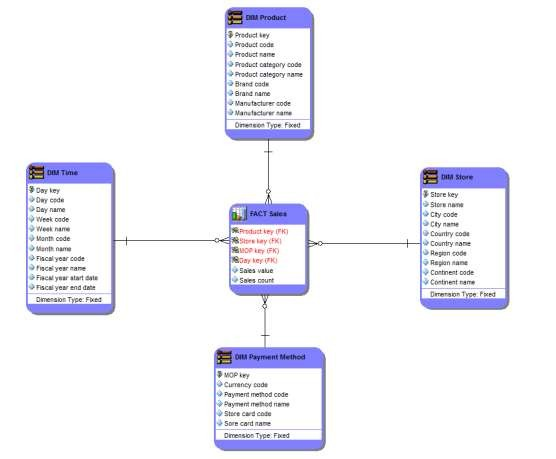 DIM Product
Product key
Product code
Product name
Product category code
Product category name
Brand code
Brand name
Manufacturer code
Manufacturer name
Dimension Type: Fixed
DIM Time
Day key
Day code
Day name
Week code
Week name
Month code
Month name
Fiscal year code
Fiscal year name
Fiscal year start date
Fiscal year end date
Dimension Type: Fixed
FACT Sales
Product key (FK)
Store key (FK)
MOP key (FK)
Day key (FK)
Sales value
Sales count
DIM Store
Store key
Store name
City code
City name
Country code
Country name
Region code
Region name
Continent code
Continent name
Dimension Type: Fixed
DIM Payment Method
MOP key
Currency code
Payment method code
Payment method name
Store card code
Sore card name
Dimension Type: Fixed